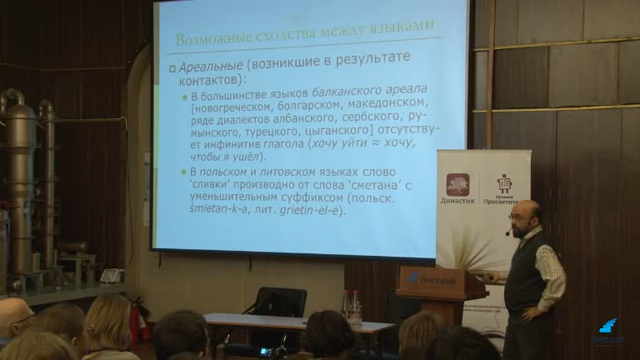 Возможные сходства между языками
Ареальные (возникшие в результате
контактов):
В большинстве языков балканского ареала
[новогреческом, болгарском, македонском,
ряде диалектов албанского, сербского, ру-
мынского, турецкого, цыганского] отсутству-
ет инфинитив глагола (хочу уйти ≈ хочу,
чтобы я ушёл).
В польском и литовском языках слово
'сливки' производно от слова 'сметана' с
уменьшительным суффиксом (польск.
śmietan-k-a, лит. grietin-ėl-ė).
ДИНАСТИЯ